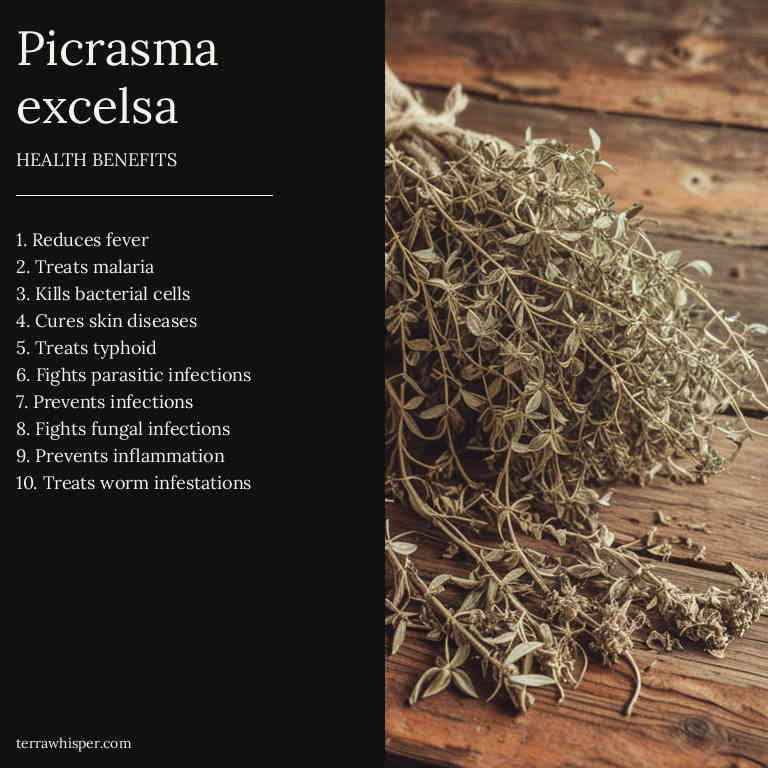 Picrasma
excelsa
HEALTH BENEFITS
1. Reduces fever
2. Treats malaria
3. Kills bacterial cells
4. Cures skin diseases
5. Treats typhoid
6. Fights parasitic infections
7. Prevents infections
8. Fights fungal infections
9. Prevents inflammation
10. Treats worm infestations
terrawhisper.com